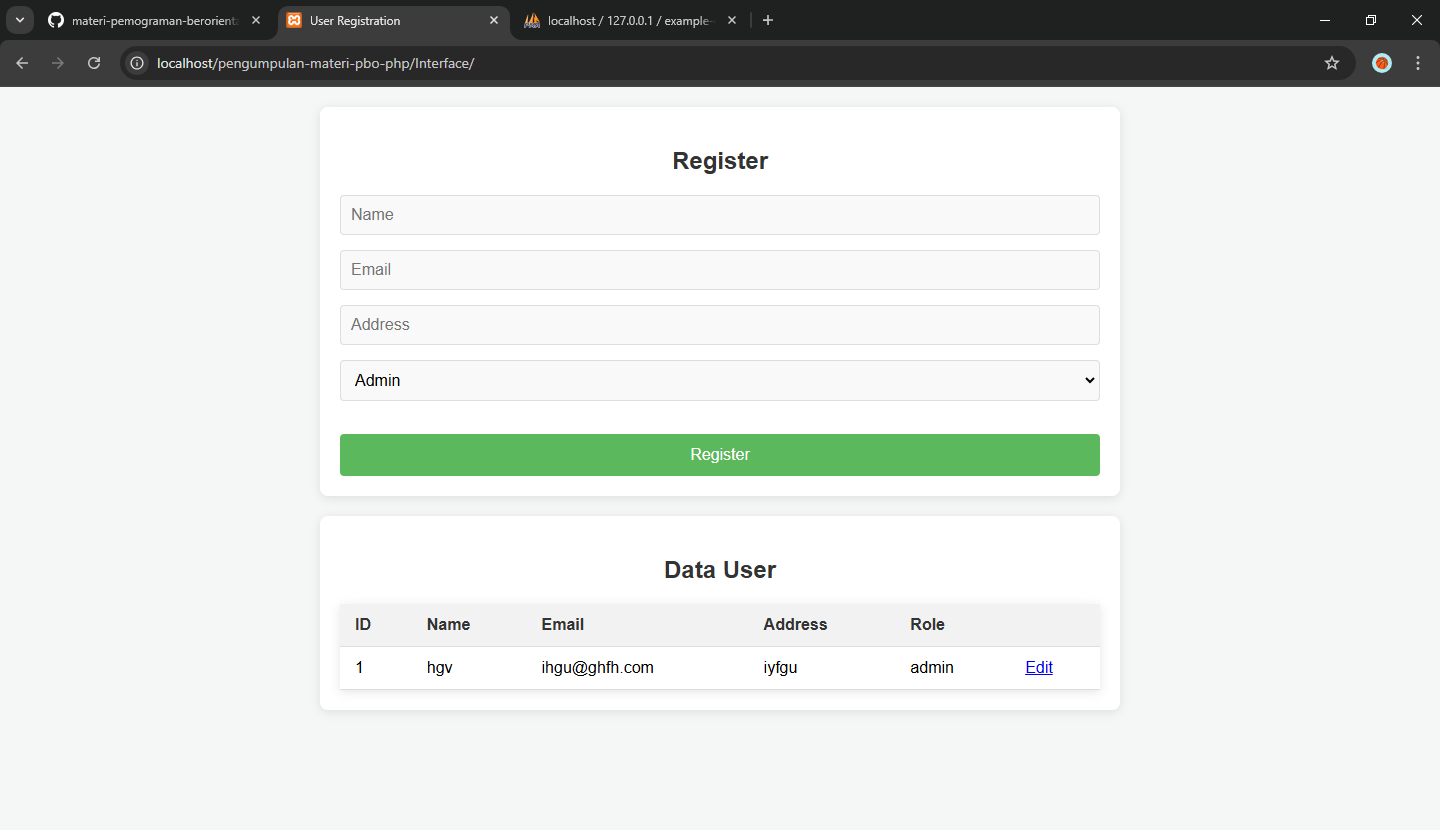 materi-pemograman-berorienta
User Registration
localhost / 127.0.0.1 / example-
localhost/pengumpulan-materi-pbo-php/Interface/
Register
Name
Email
Address
Admin
Register
Data User
ID Name Email Address Role
1 hgv ihgu@ghfh.com iyfgu admin Edit